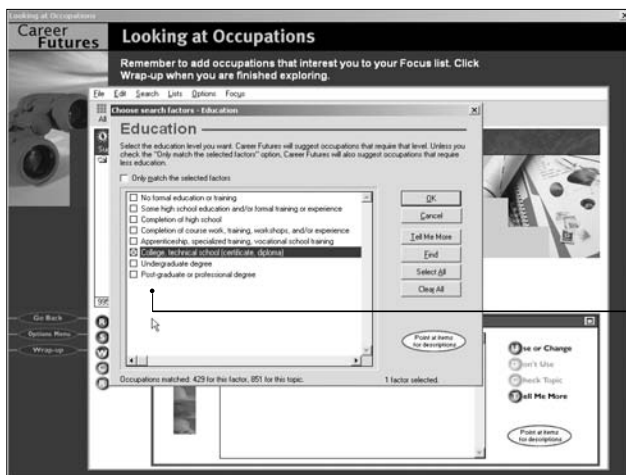 Looking at Occupations
Career
Futures
Looking at Occupations
Remember to add occupations that interest you to your Focus list. Click
Wrap-up when you are finished exploring.
File Edit Search Lists Options Focus
All
Choose search factors - Education
Education
Select the education level you want. Career Futures will suggest occupations that require that level. Unless you
check the "Only match the selected factors" option, Career Futures will also suggest occupations that require
less education.
Only match the selected factors
No formal education or training
Some high school education and/or formal training or experience
Completion of high school
Completion of course work, training, workshops, and/or experience
Apprenticeship, specialized training, vocational school training
College, technical school (certificate, diploma)
Undergraduate degree
Post-graduate or professional degree
OK
Cancel
Tell Me More
Find
Select All
Clear All
Point at items
for descriptions
Occupations matched: 429 for this factor, 851 for this topic.
1 factor selected.
995
Go Back
Options Menu
Wrap-up
Use or Change
Don't Use
Check Topic
Tell Me More
Point at items
for descriptions